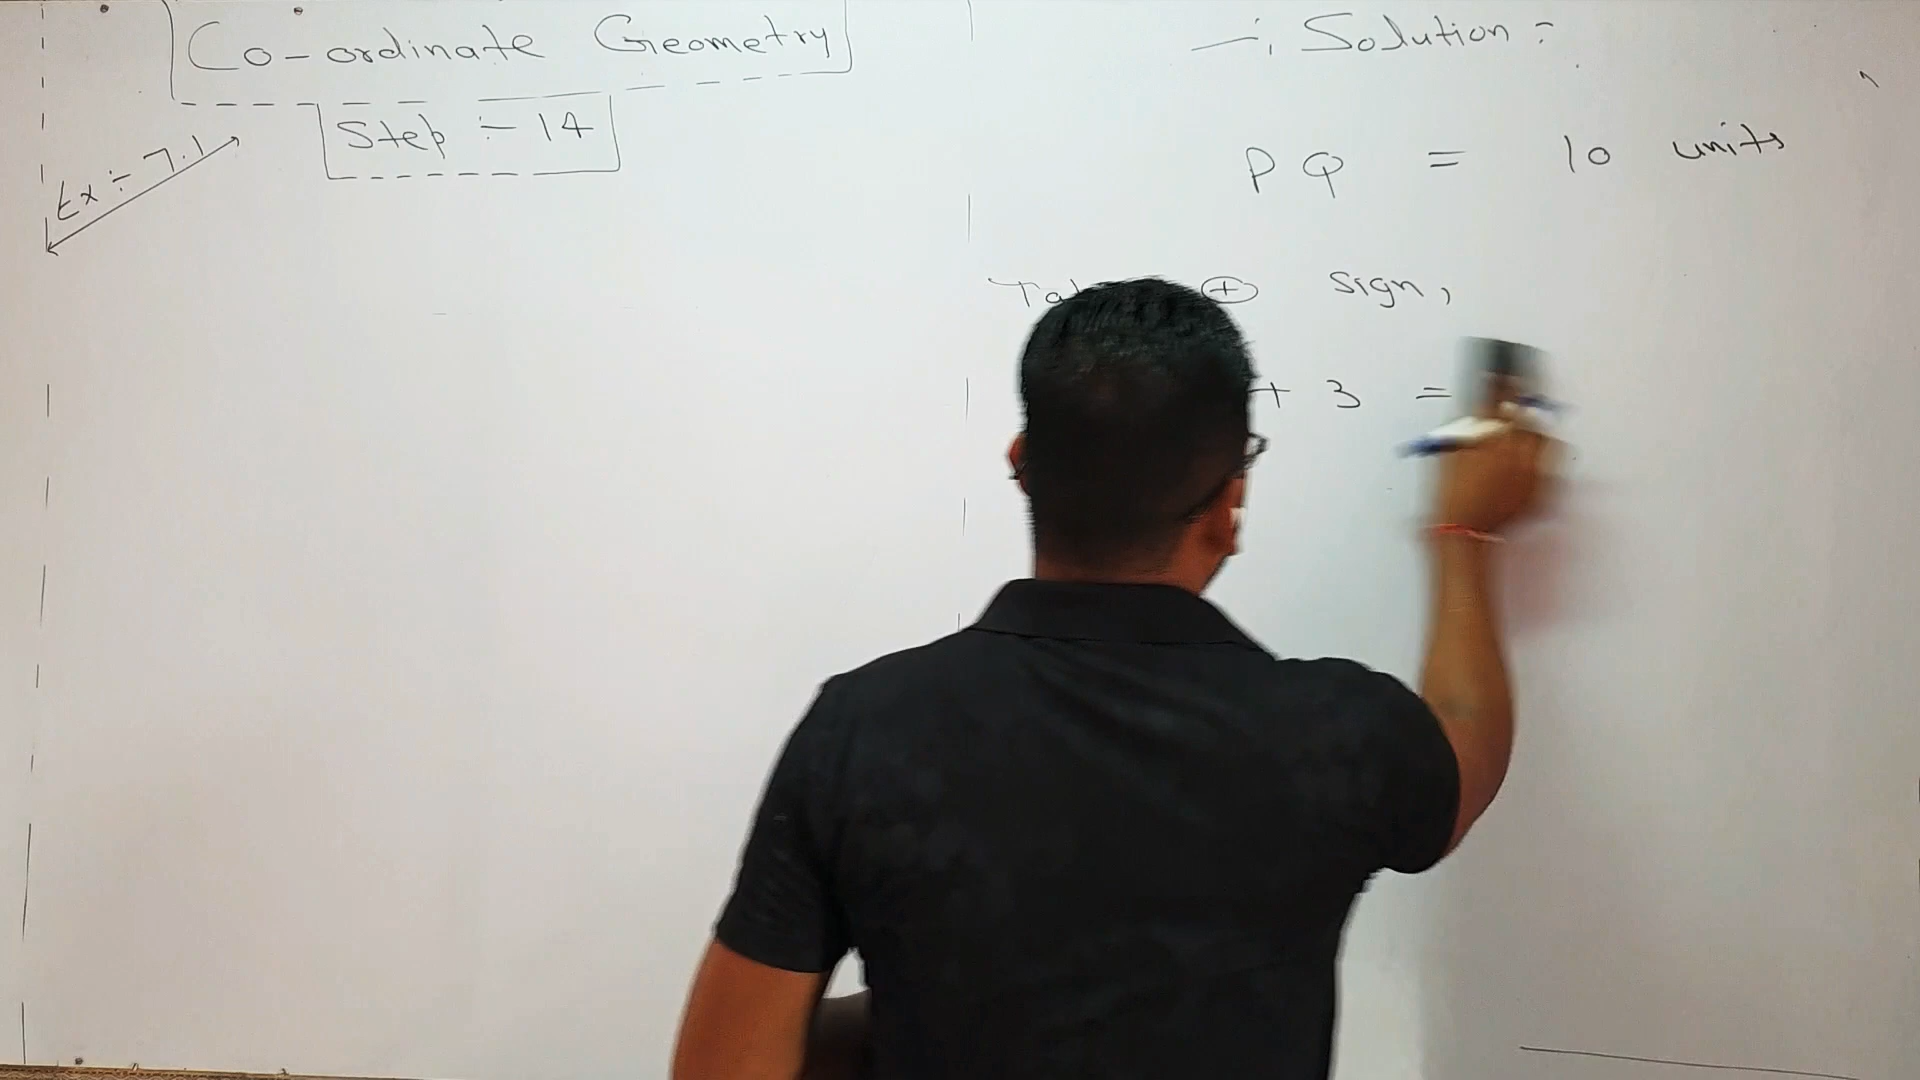 Co-ordinate Geometry
Step :- 14
Ex :- 7.1
-: Solution :
PQ = 10 units
⊕ sign,
+ 3 =